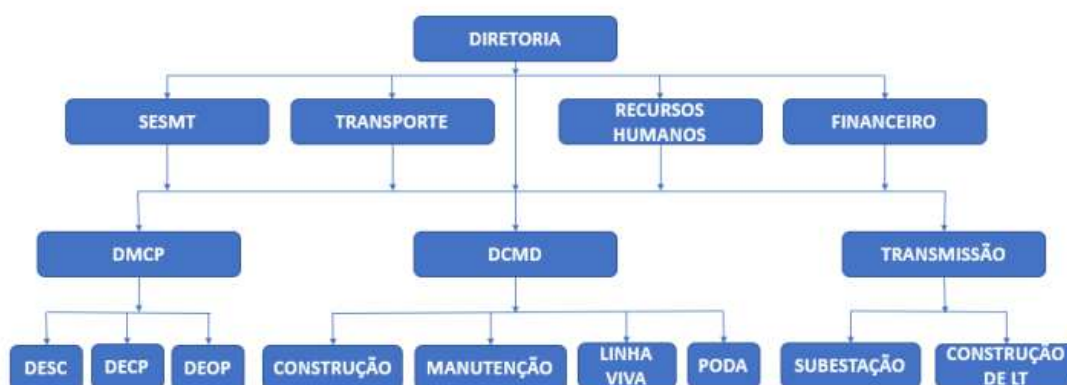 DIRETORIA
SESMT
TRANSPORTE
RECURSOS
HUMANOS
FINANCEIRO
DMCP
DCMD
TRANSMISSÃO
DESC
DECP
DEOP
CONSTRUÇÃO
MANUTENÇÃO
LINHA
VIVA
PODA
SUBESTAÇÃO
CONSTRUÇÃO
DE LT